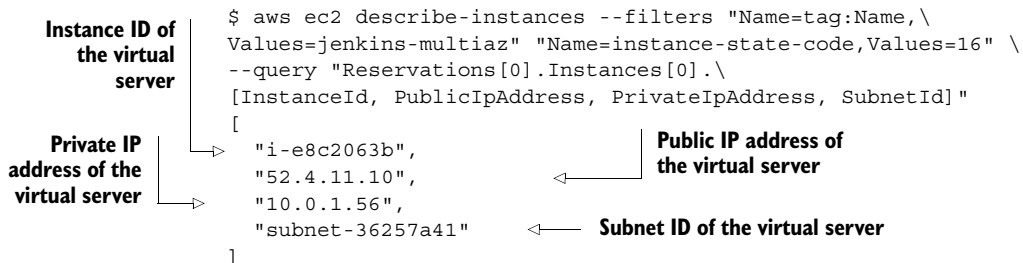 $ aws ec2 describe-instances --filters "Name=tag:Name,\
Values=jenkins-multiaz" "Name=instance-state-code,Values=16" \
--query "Reservations[0].Instances[0].\
[InstanceId, PublicIpAddress, PrivateIpAddress, SubnetId]"
[
"i-e8c2063b",
"52.4.11.10",
"10.0.1.56",
"subnet-36257a41"
]
Instance ID of
the virtual
server
Private IP
address of the
virtual server
Public IP address of
the virtual server
Subnet ID of the virtual server